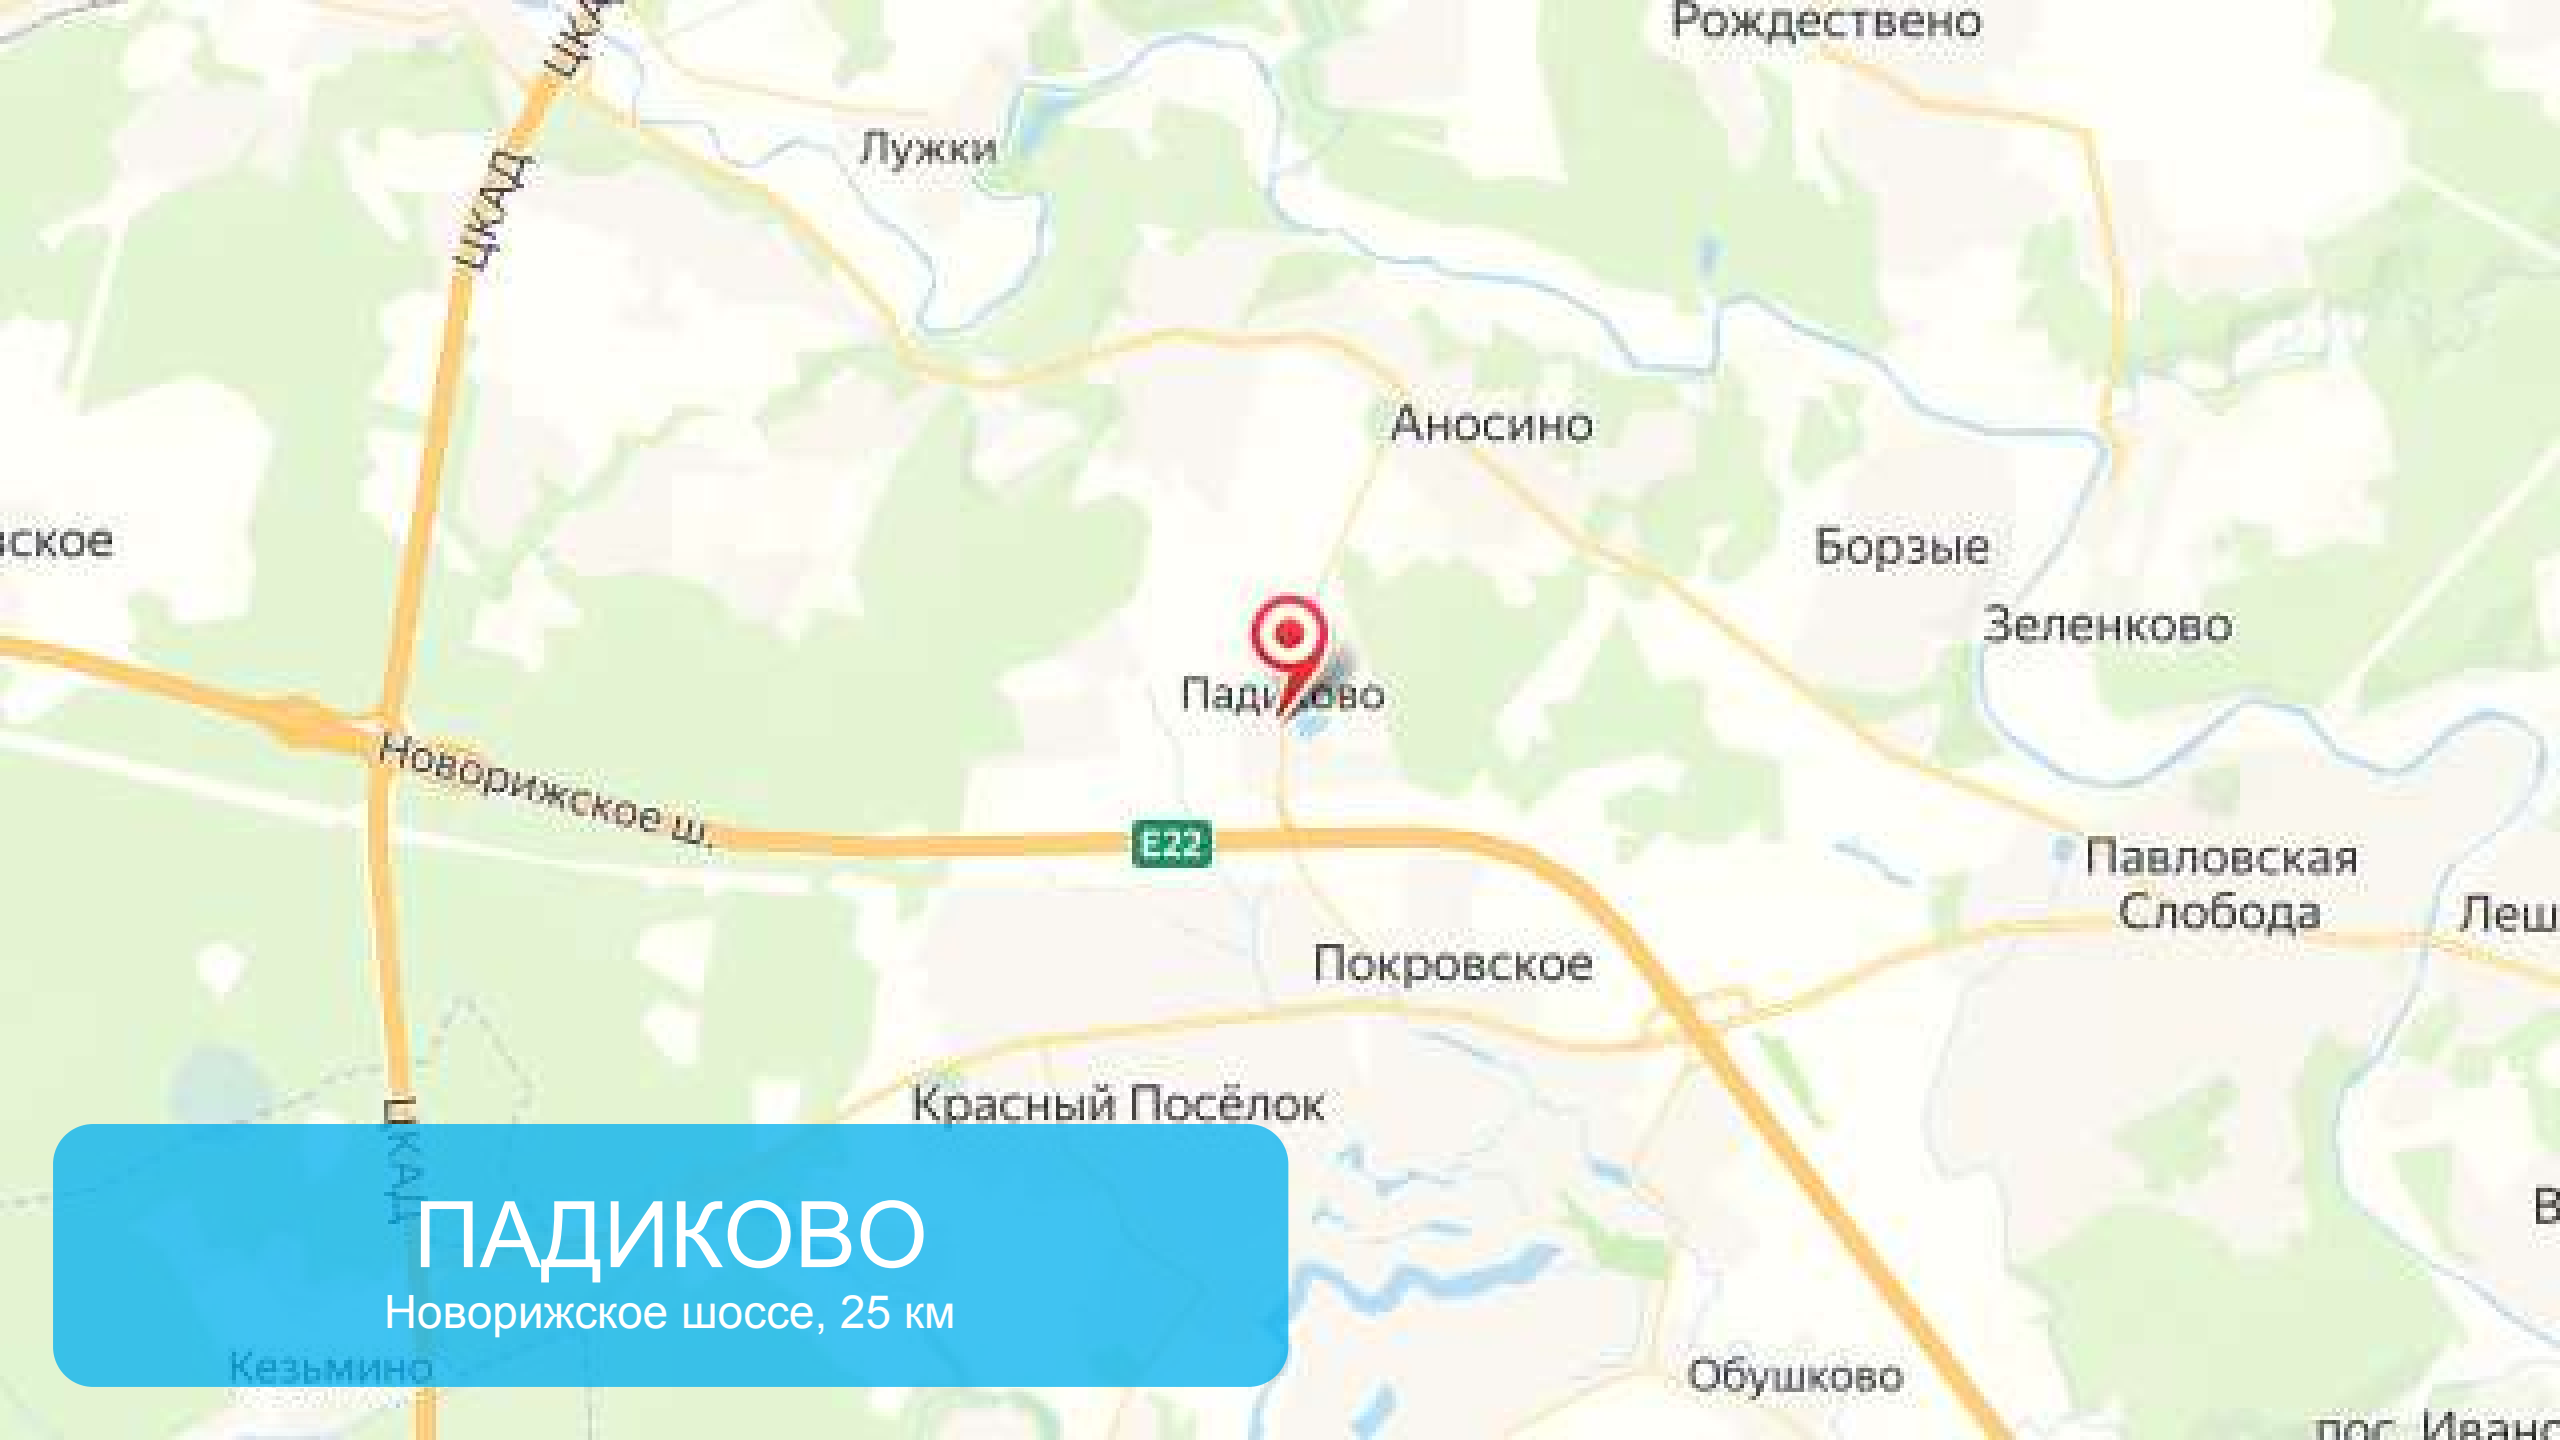 ЦКАД
Рождествено
Лужки
ЦКАД
Аносино
Борзые
Зеленково
Падиково
Новорижское ш.
E22
Павловская
Слобода
Покровское
Красный Посёлок
ЦКАД
ПАДИКОВО
Новорижское шоссе, 25 км
Кезьмино
Обушково